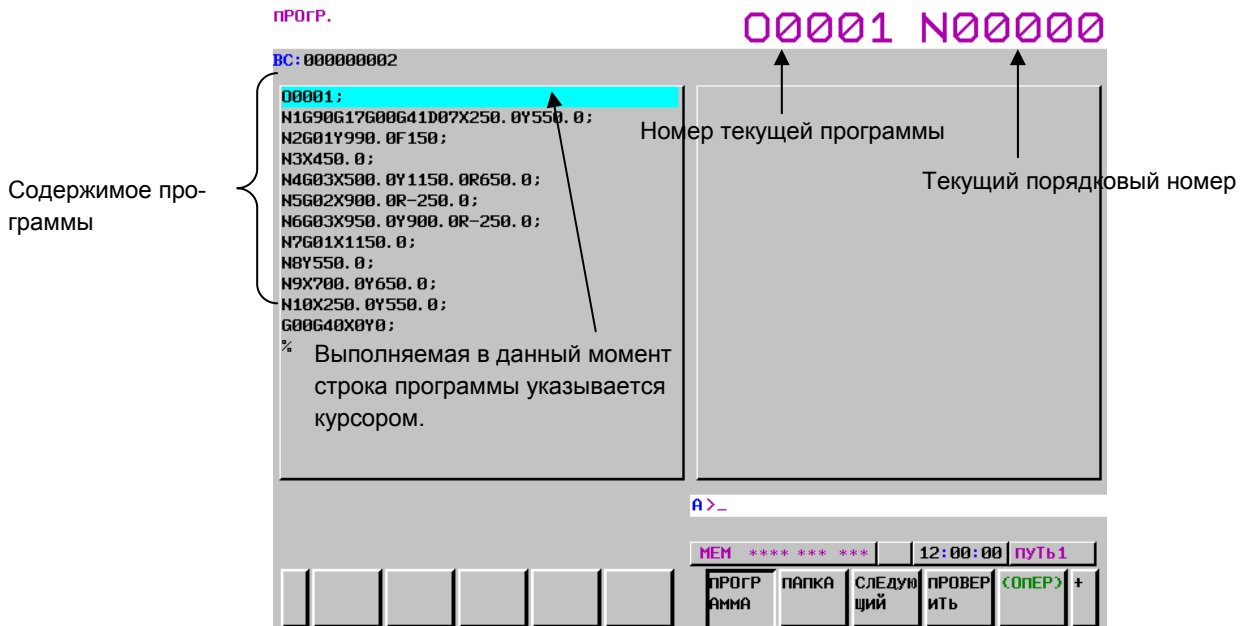 ПРОГР.
O0001 N00000
ВС:000000002
O0001;
N1G90G17G00G41D07X250.0Y550.0;
N2G01Y990.0F150;
N3X450.0;
N4G03X500.0Y1150.0R650.0;
N5G02X900.0R-250.0;
N6G03X950.0Y900.0R-250.0;
N7G01X1150.0;
N8Y550.0;
N9X700.0Y650.0;
N10X250.0Y550.0;
G00G40X0Y0;
%
Содержимое про-
граммы
Номер текущей программы
Текущий порядковый номер
Выполняемая в данный момент
строка программы указывается
курсором.
A>_
MEM **** *** *** 12:00:00 ПУТЬ1
ПРОГР
АММА
ПАПКА
СЛЕДУЮ
ЩИЙ
ПРОВЕР
ИТЬ
(ОПЕР)
+